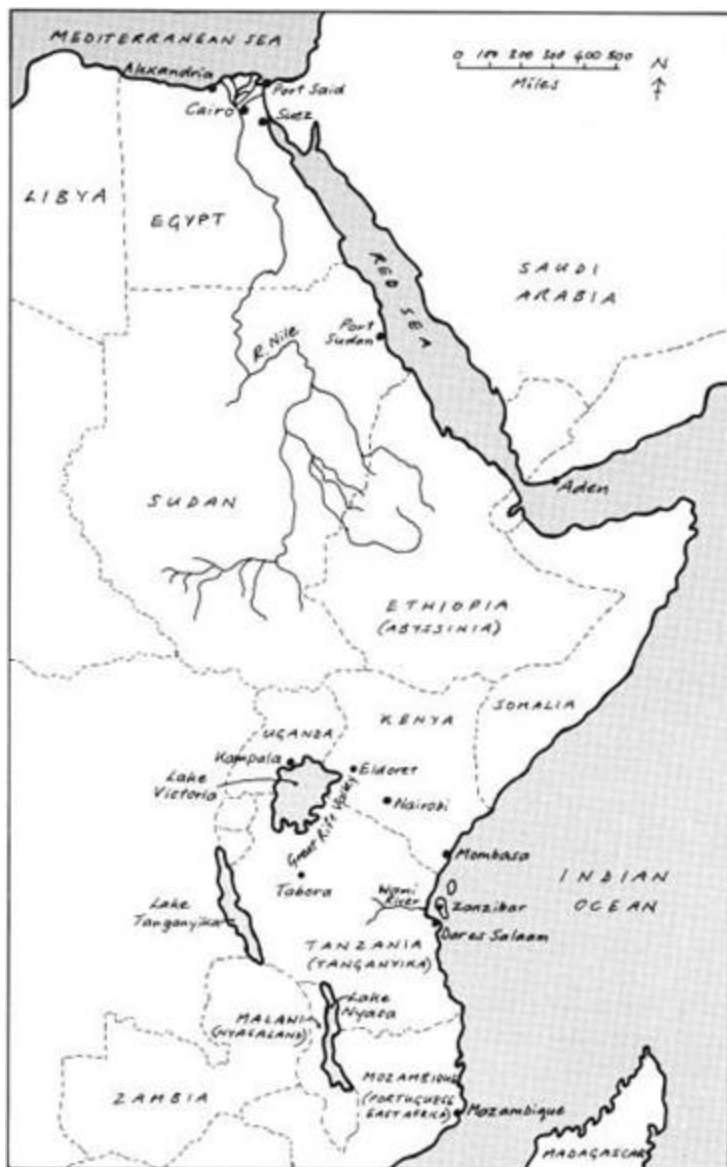 MEDITERRANEAN SEA
Alexandria
Port Said
Cairo
Suez
0 100 200 300 400 500
Miles
N
LIBYA
EGYPT
RED SEA
SAUDI
ARABIA
Port
Sudan
R. Nile
SUDAN
Aden
ETHIOPIA
(ABYSSINIA)
SOMALIA
UGANDA
KENYA
Kampala
Eldoret
Lake
Victoria
Nairobi
Great Rift Valley
Mombasa
Tabora
INDIAN
OCEAN
Wami
River
Zanzibar
Lake
Tanganyika
Dar es Salaam
TANZANIA
(TANGANYIKA)
Lake
Nyasa
MALAWI
(NYASALAND)
ZAMBIA
MOZAMBIQUE
(PORTUGUESE
EAST AFRICA)
Mozambique
MADAGASCAR